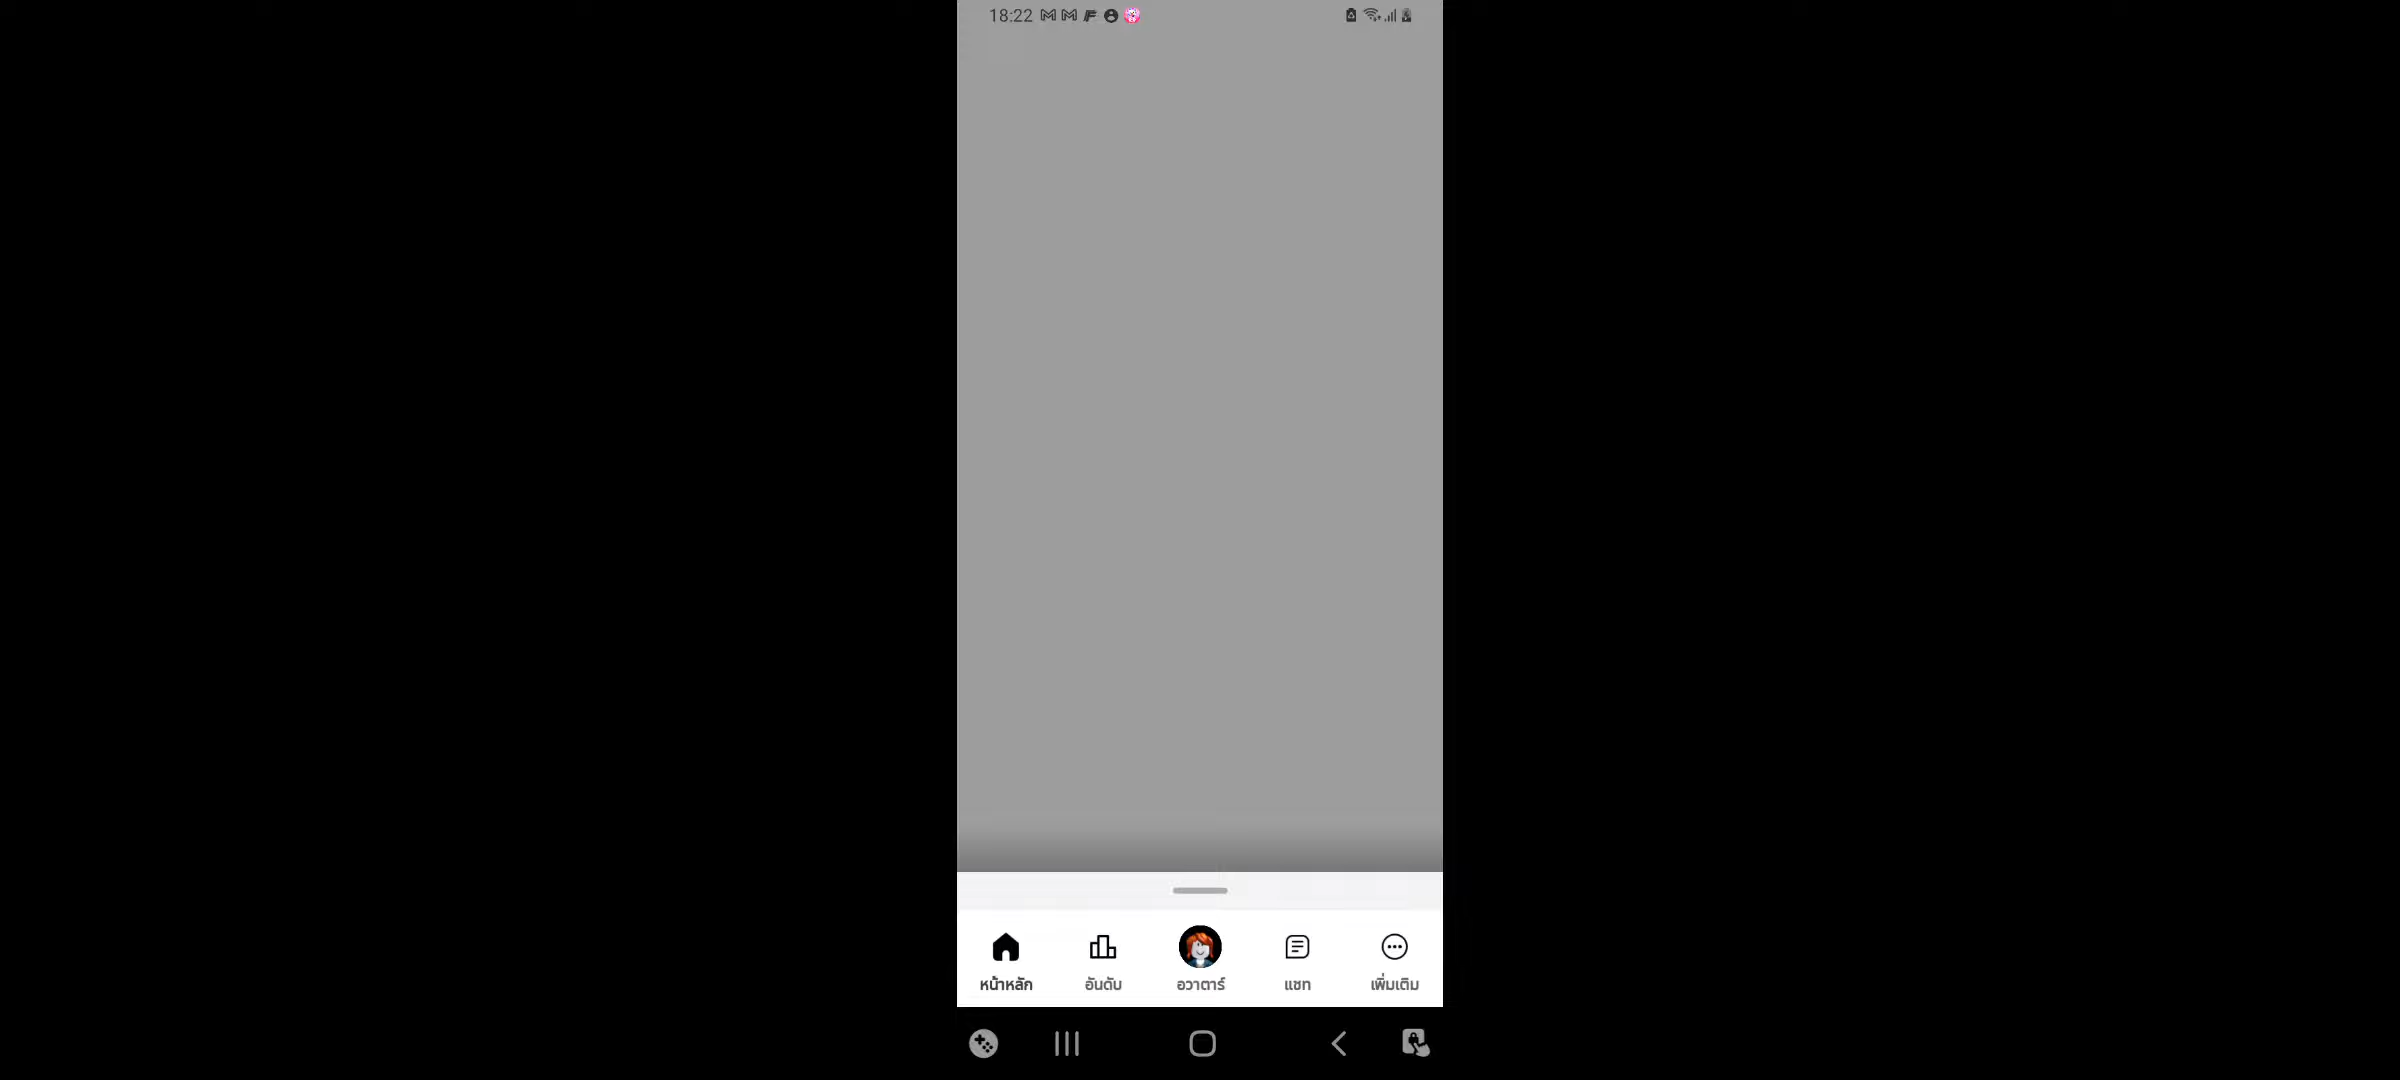 18:22
หน้าหลัก อันดับ อวาตาร์ แชท เพิ่มเติม